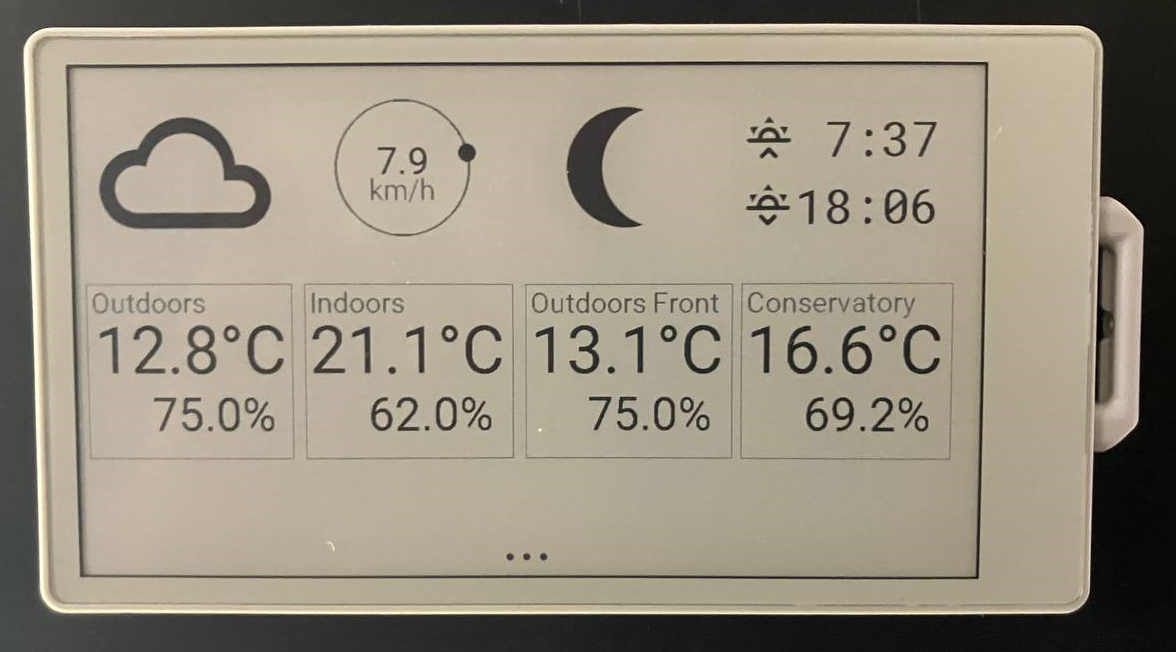 7.9
km/h
7:37
18:06
Outdoors
12.8°C
75.0%
Indoors
21.1°C
62.0%
Outdoors Front
13.1°C
75.0%
Conservatory
16.6°C
69.2%
...